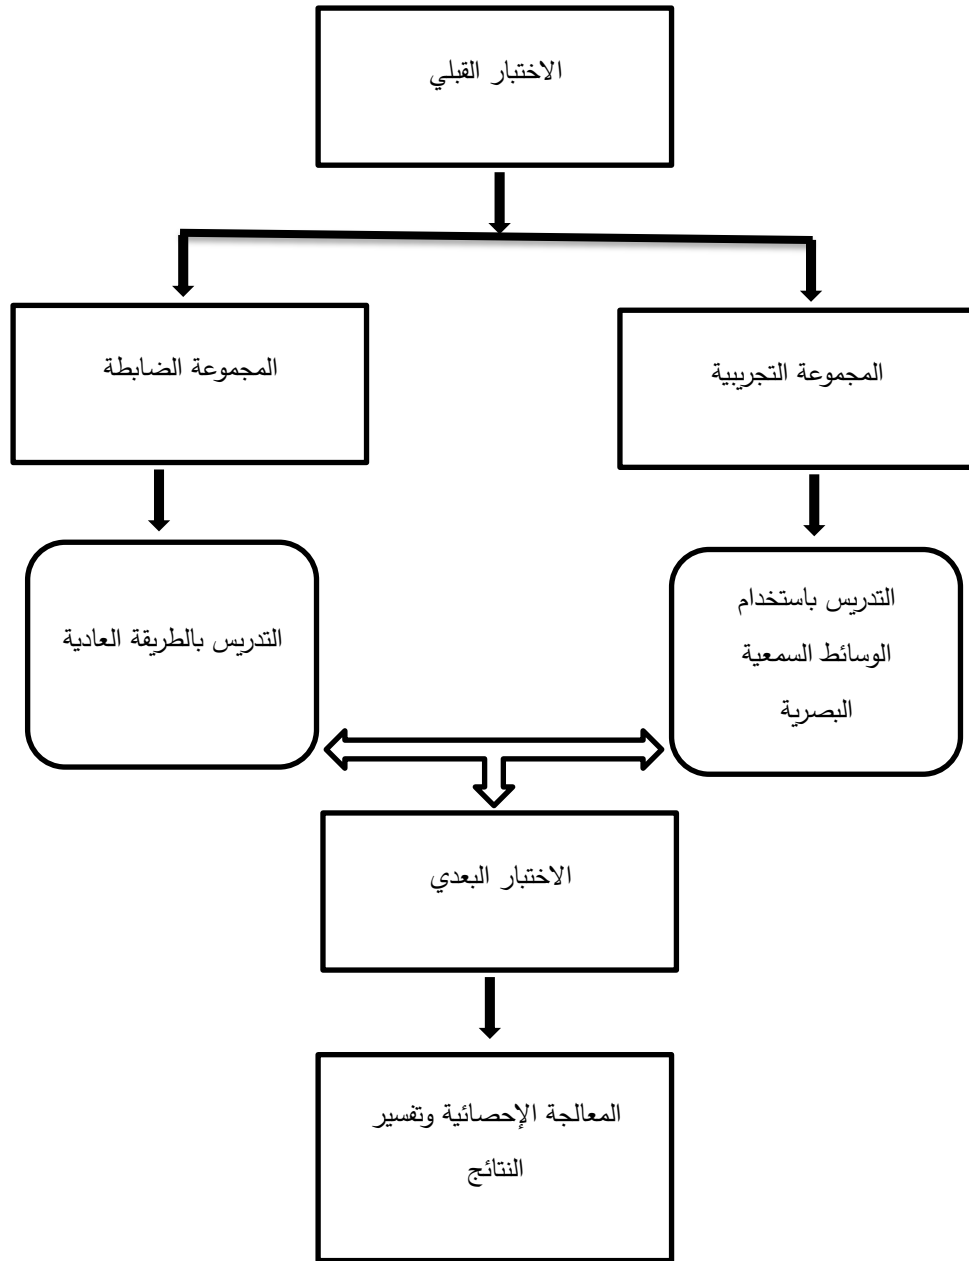 الاختبار القبلي
المجموعة التجريبية
المجموعة الضابطة
التدريس باستخدام
الوسائط السمعية
البصرية
التدريس بالطريقة العادية
الاختبار البعدي
المعالجة الإحصائية وتفسير
النتائج